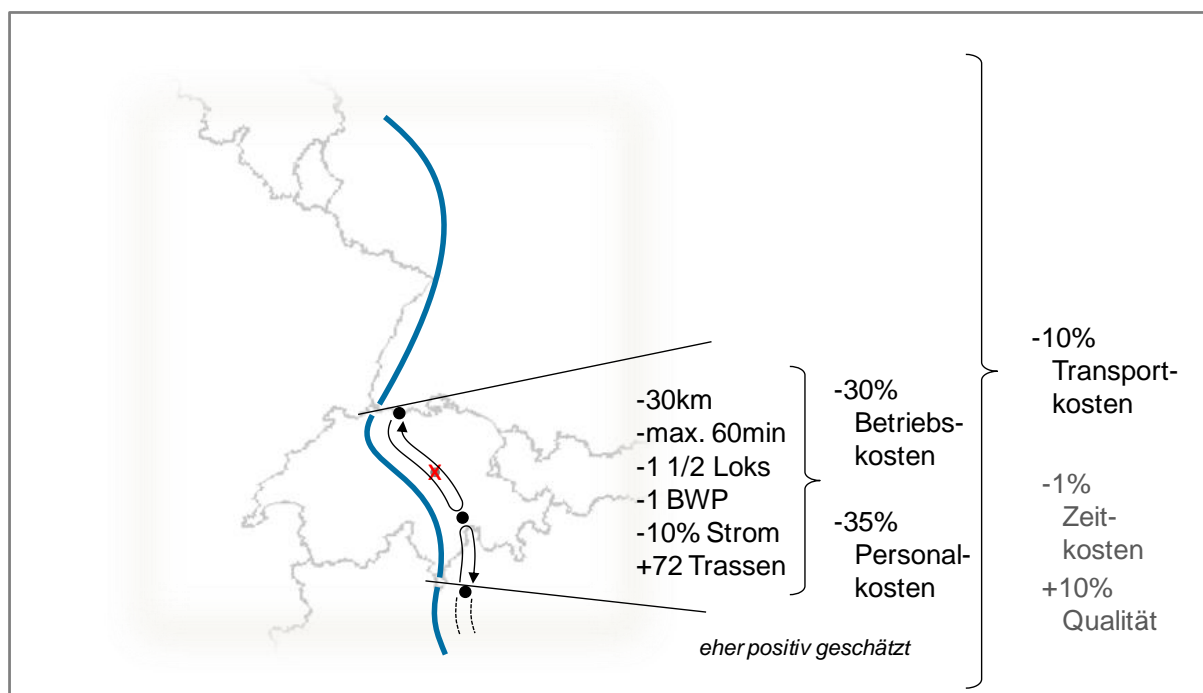 -30km
-max. 60min
-1 1/2 Loks
-1 BWP
-10% Strom
+72 Trassen
-30%
Betriebs-
kosten
-35%
Personal-
kosten
-10%
Transport-
kosten
-1%
Zeit-
kosten
+10%
Qualität
eher positiv geschätzt